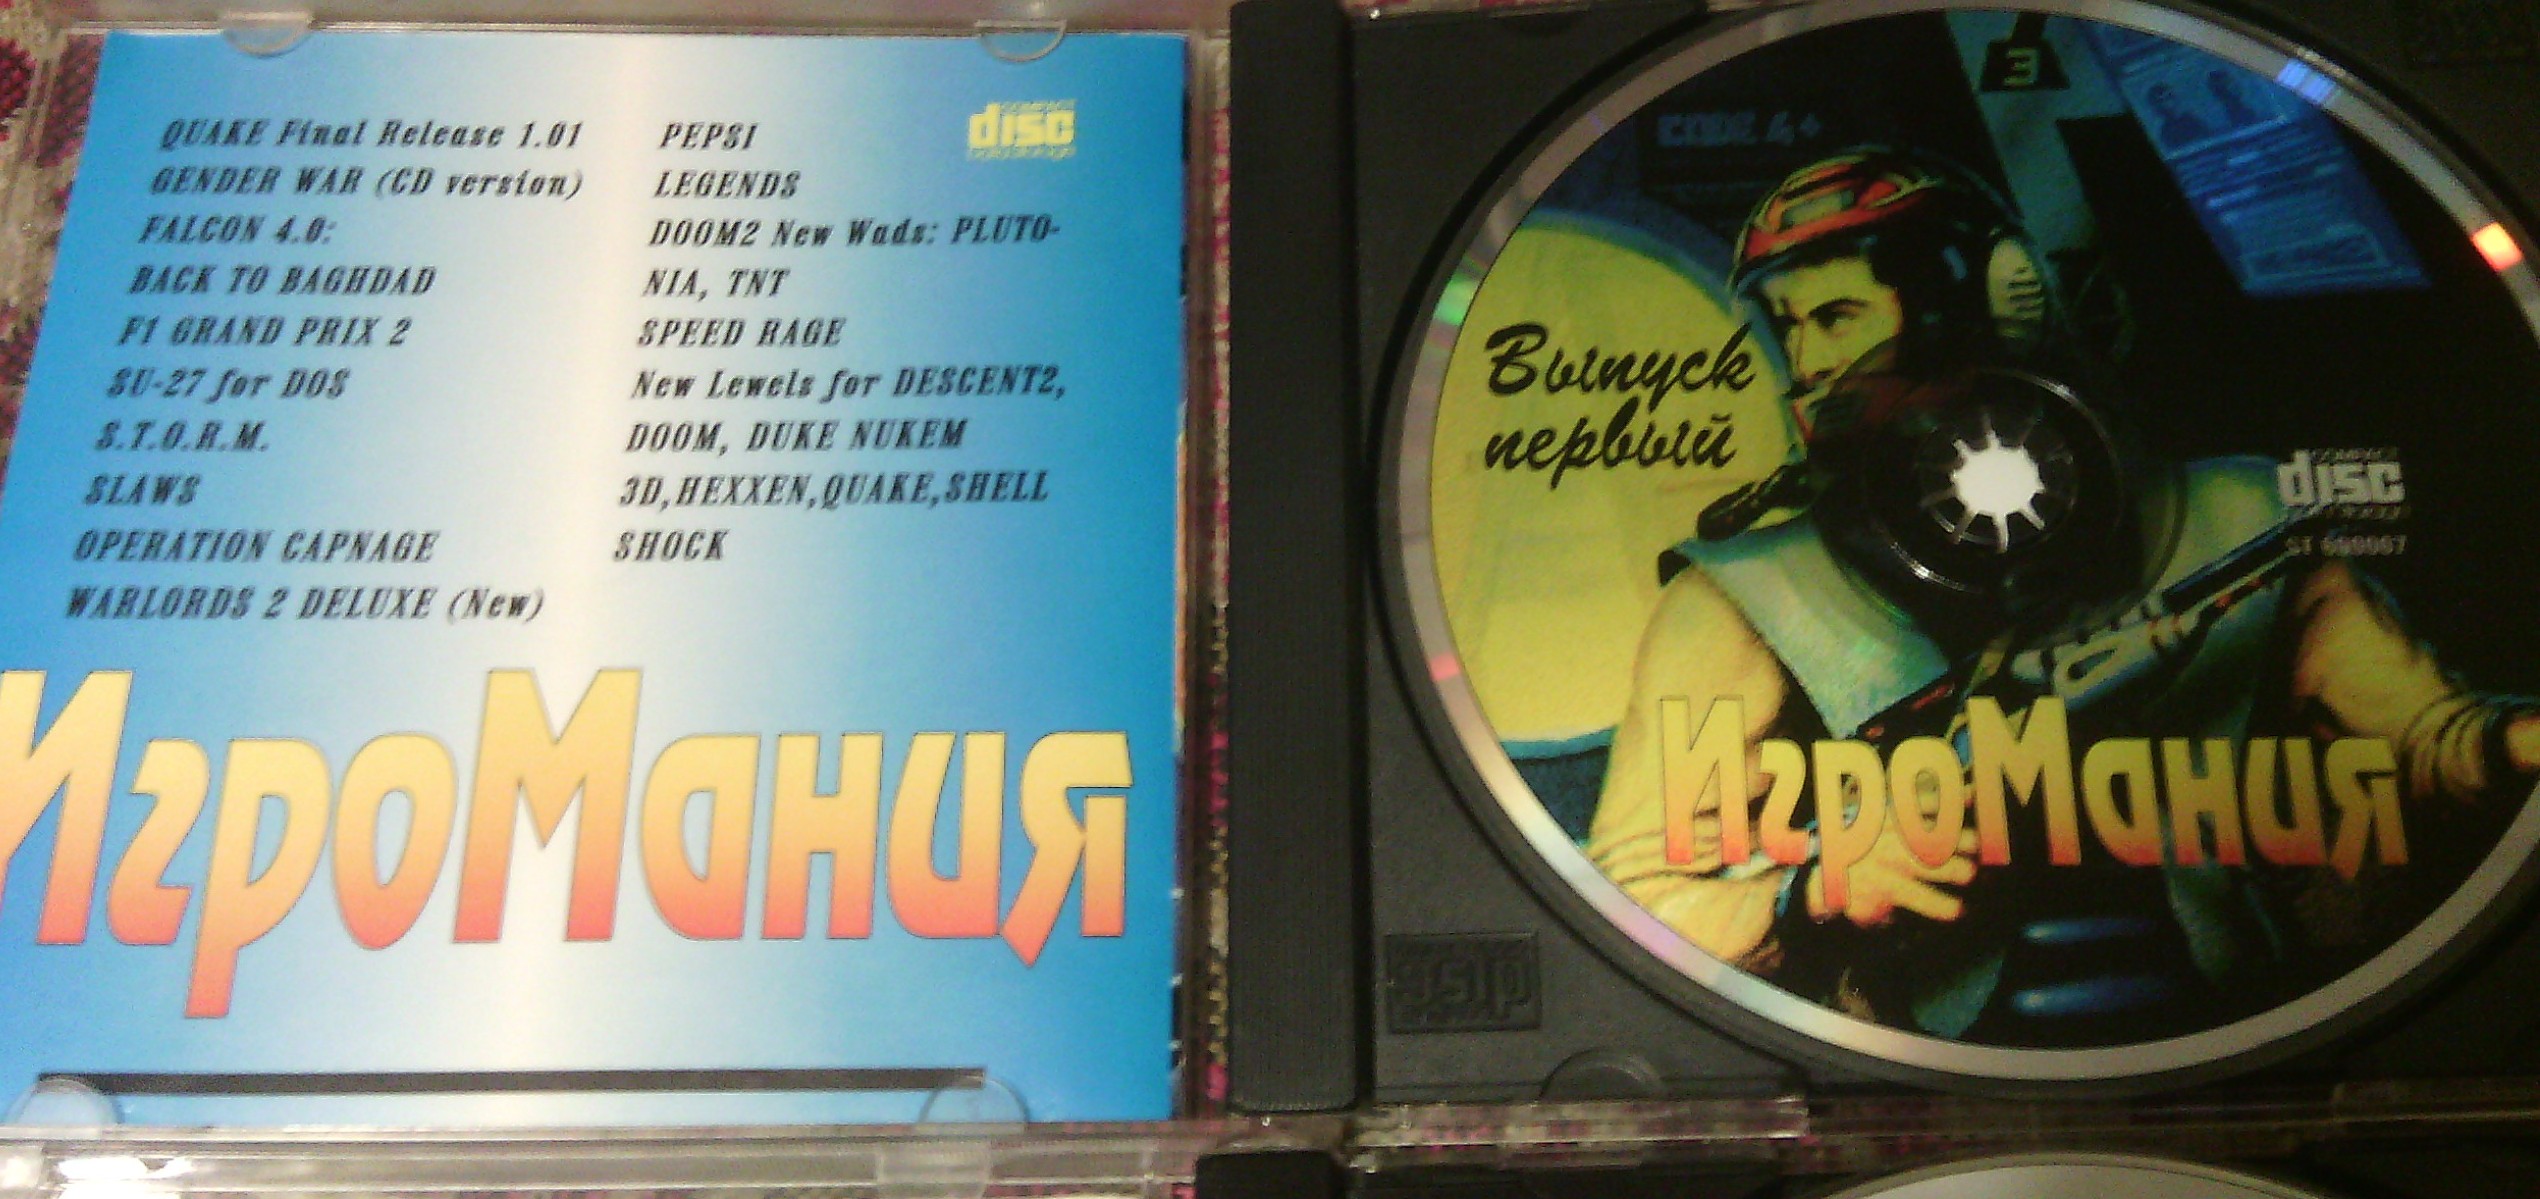 QUAKE Final Release 1.01
GENDER WAR (CD version)
FALCON 4.0:
BACK TO BAGHDAD
F1 GRAND PRIX 2
SU-27 for DOS
S.T.O.R.M.
SLAWS
OPERATION CAPNAGE
WARLORDS 2 DELUXE (New)
PEPSI
LEGENDS
DOOM2 New Wads: PLUTO-
NIA, TNT
SPEED RAGE
New Lewels for DESCENT2,
DOOM, DUKE NUKEM
3D,HEXXEN,QUAKE,SHELL
SHOCK
COMPACT
disc
ИгроМания
3
Выпуск
первый
COMPACT
disc
ИгроМания
disc